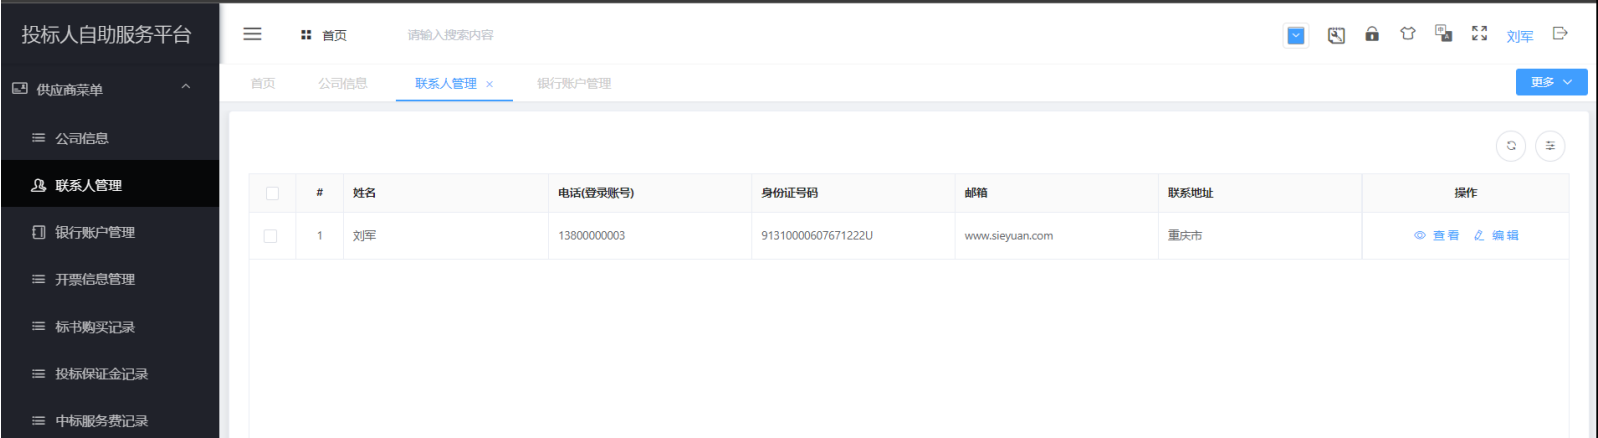 投标人自助服务平台
首页
请输入搜索内容
刘军
供应商菜单
首页
公司信息
联系人管理 ×
银行账户管理
更多
公司信息
联系人管理
银行账户管理
开票信息管理
标书购买记录
投标保证金记录
中标服务费记录
# 姓名 电话(登录账号) 身份证号码 邮箱 联系地址 操作
1 刘军 13800000003 91310000607671222U www.sieyuan.com 重庆市 查看 编辑